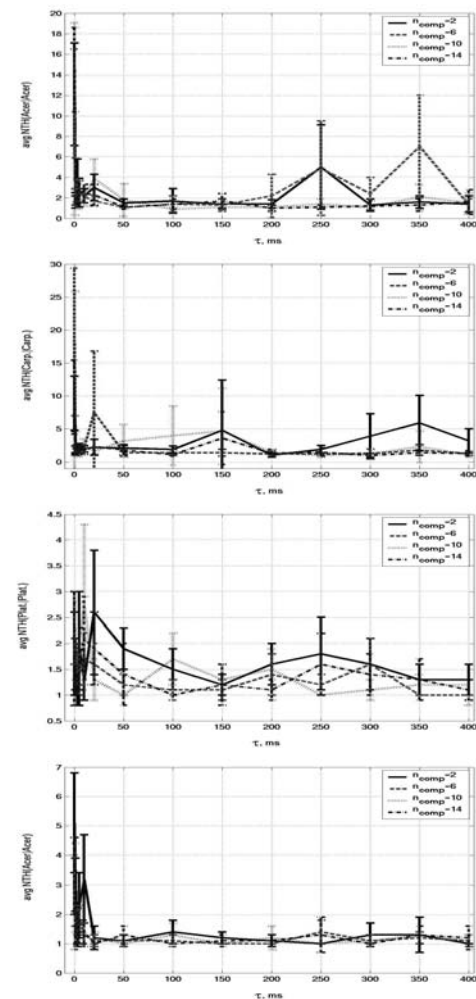 avg NTH(Acer|Acer)
20
18
16
14
12
10
8
6
4
2
0
n_comp-2
n_comp-6
n_comp-10
n_comp-14
0 50 100 150 200 250 300 350 400
τ, ms
avg NTH(Carp.|Carp.)
30
25
20
15
10
5
0
n_comp-2
n_comp-6
n_comp-10
n_comp-14
0 50 100 150 200 250 300 350 400
τ, ms
avg NTH(Plat.|Plat.)
4.5
4
3.5
3
2.5
2
1.5
1
0.5
n_comp-2
n_comp-6
n_comp-10
n_comp-14
0 50 100 150 200 250 300 350 400
τ, ms
avg NTH(Acer|Acer)
7
6
5
4
3
2
1
0
n_comp-2
n_comp-6
n_comp-10
n_comp-14
0 50 100 150 200 250 300 350 400
τ, ms